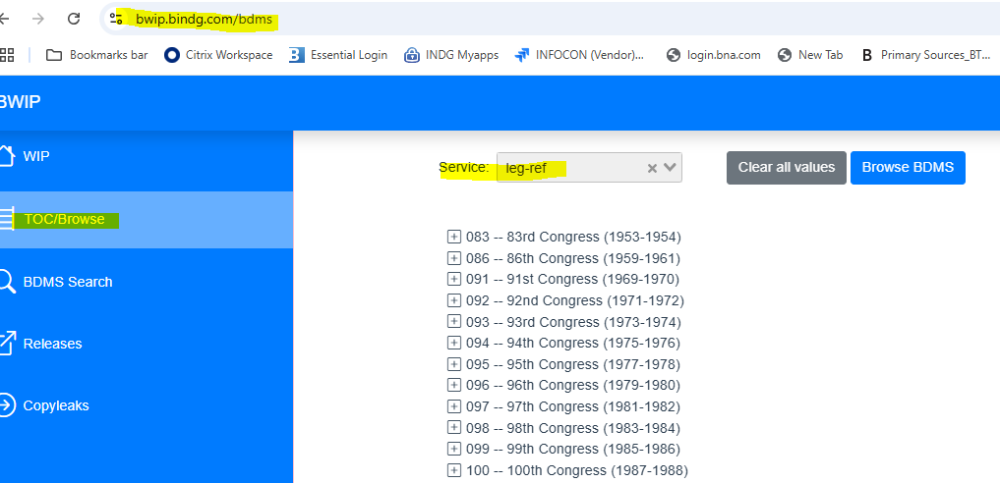 bwip.bindg.com/bdms
Bookmarks bar Citrix Workspace Essential Login INDG Myapps INFOCON (Vendor)... login.bna.com New Tab B Primary Sources_BT...
BWIP
WIP
TOC/Browse
BDMS Search
Releases
Copyleaks
Service: leg-ref Clear all values Browse BDMS
083 -- 83rd Congress (1953-1954)
086 -- 86th Congress (1959-1961)
091 -- 91st Congress (1969-1970)
092 -- 92nd Congress (1971-1972)
093 -- 93rd Congress (1973-1974)
094 -- 94th Congress (1975-1976)
095 -- 95th Congress (1977-1978)
096 -- 96th Congress (1979-1980)
097 -- 97th Congress (1981-1982)
098 -- 98th Congress (1983-1984)
099 -- 99th Congress (1985-1986)
100 -- 100th Congress (1987-1988)